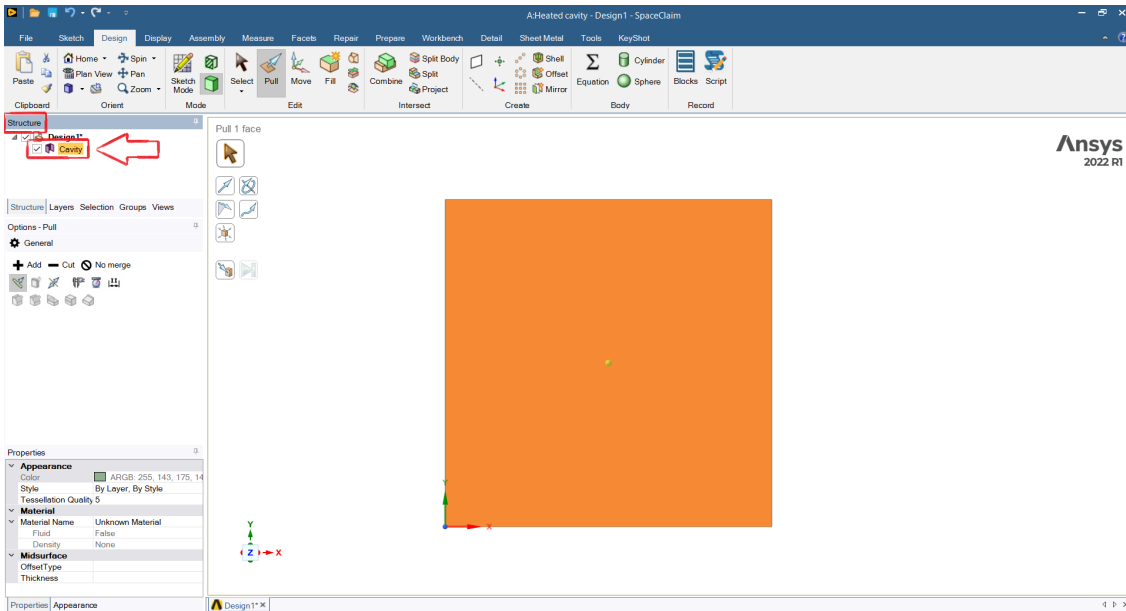 A:Heated cavity - Design1 - SpaceClaim
File Sketch Design Display Assembly Measure Facets Repair Prepare Workbench Detail Sheet Metal Tools KeyShot
Paste
Home
Plan View
Spin
Pan
Zoom
Sketch Mode
Select
Pull
Move
Fill
Combine
Split Body
Split
Project
Shell
Offset
Mirror
Equation
Cylinder
Sphere
Blocks
Script
Clipboard Orient Mode Edit Intersect Create Body Record
Structure
Design1*
Cavity
Structure Layers Selection Groups Views
Options - Pull
General
Add Cut No merge
Properties
Appearance
Color ARGB: 255, 143, 175, 14
Style By Layer, By Style
Tessellation Quality 5
Material
Material Name Unknown Material
Fluid False
Density None
Midsurface
OffsetType
Thickness
Properties Appearance
Pull 1 face
Ansys
2022 R1
Y
X
Y
Z
X
Design1*